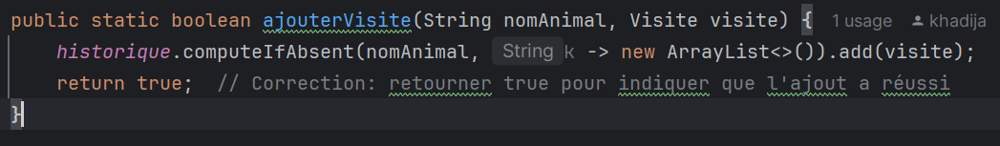 public static boolean ajouterVisite(String nomAnimal, Visite visite) { 1 usage khadija
historique.computeIfAbsent(nomAnimal, String k -> new ArrayList<>()).add(visite);
return true; // Correction: retourner true pour indiquer que l'ajout a réussi
}